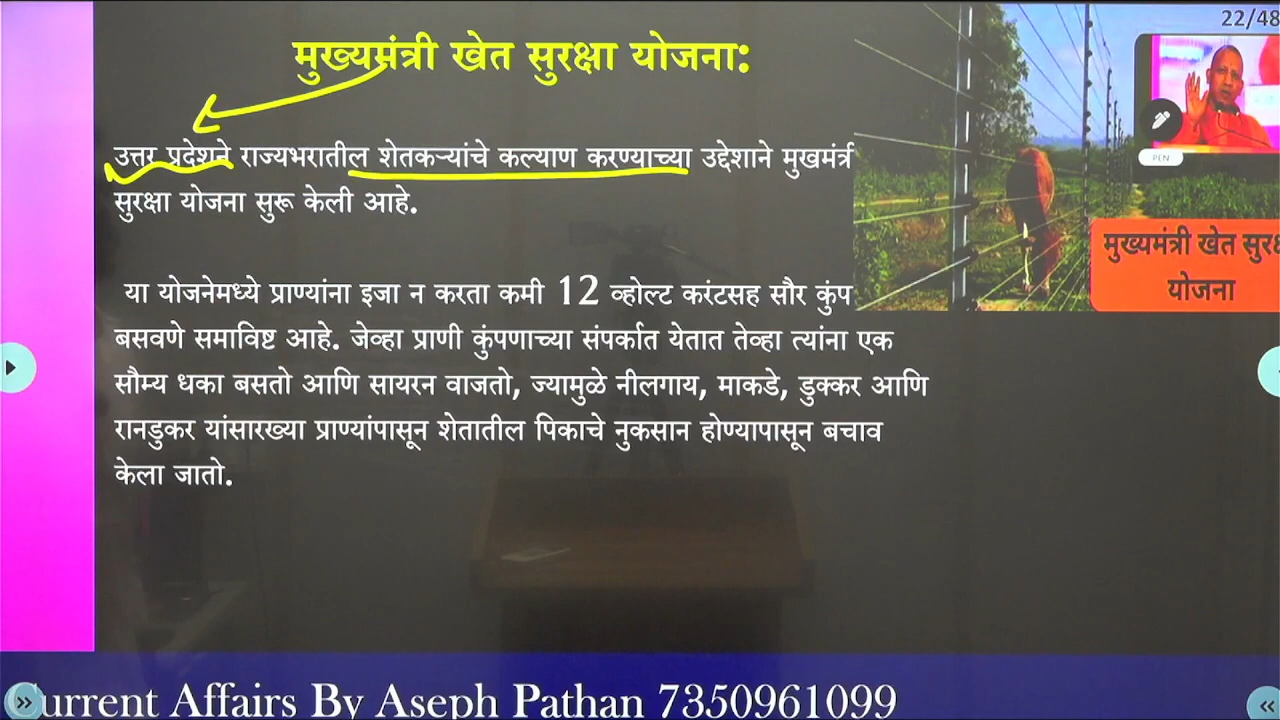 22/48
मुख्यमंत्री खेत सुरक्षा योजना:
PEN
उत्तर प्रदेशने राज्यभरातील शेतकऱ्यांचे कल्याण करण्याच्या उद्देशाने मुखमंत्र
सुरक्षा योजना सुरू केली आहे.
मुख्यमंत्री खेत सुरक्ष
योजना
या योजनेमध्ये प्राण्यांना इजा न करता कमी 12 व्होल्ट करंटसह सौर कुंप
बसवणे समाविष्ट आहे. जेव्हा प्राणी कुंपणाच्या संपर्कात येतात तेव्हा त्यांना एक
सौम्य धका बसतो आणि सायरन वाजतो, ज्यामुळे नीलगाय, माकडे, डुक्कर आणि
रानडुकर यांसारख्या प्राण्यांपासून शेतातील पिकाचे नुकसान होण्यापासून बचाव
केला जातो.
urrent Affairs By Aseph Pathan 7350961099